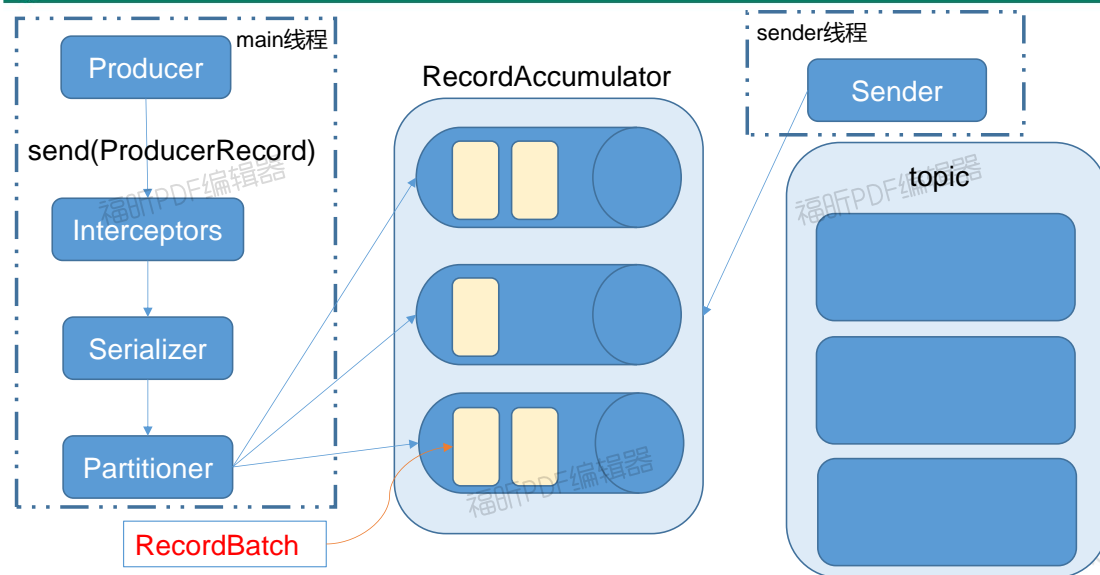 main线程
Producer
send(ProducerRecord)
福昕PDF编辑器
Interceptors
Serializer
Partitioner
RecordBatch
RecordAccumulator
福昕PDF编辑器
sender线程
Sender
topic
福昕PDF编辑器